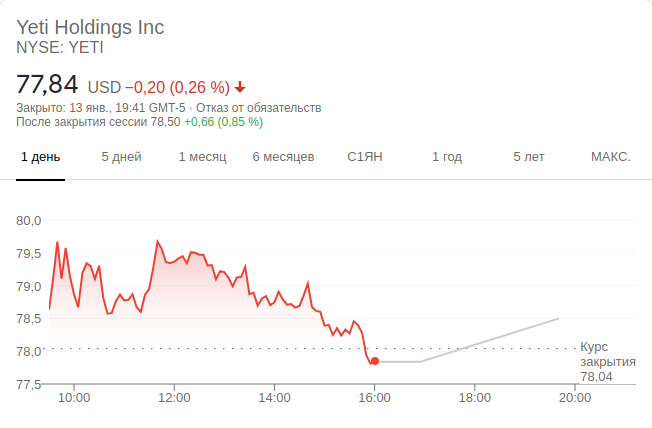 Yeti Holdings Inc
NYSE: YETI
77,84 USD −0,20 (0,26 %)
Закрыто: 13 янв., 19:41 GMT-5 · Отказ от обязательств
После закрытия сессии 78,50 +0,66 (0,85 %)
1 день 5 дней 1 месяц 6 месяцев С1ЯН 1 год 5 лет МАКС.
80,0
79,5
79,0
78,5
78,0
77,5
Курс
закрытия
78,04
10:00 12:00 14:00 16:00 18:00 20:00